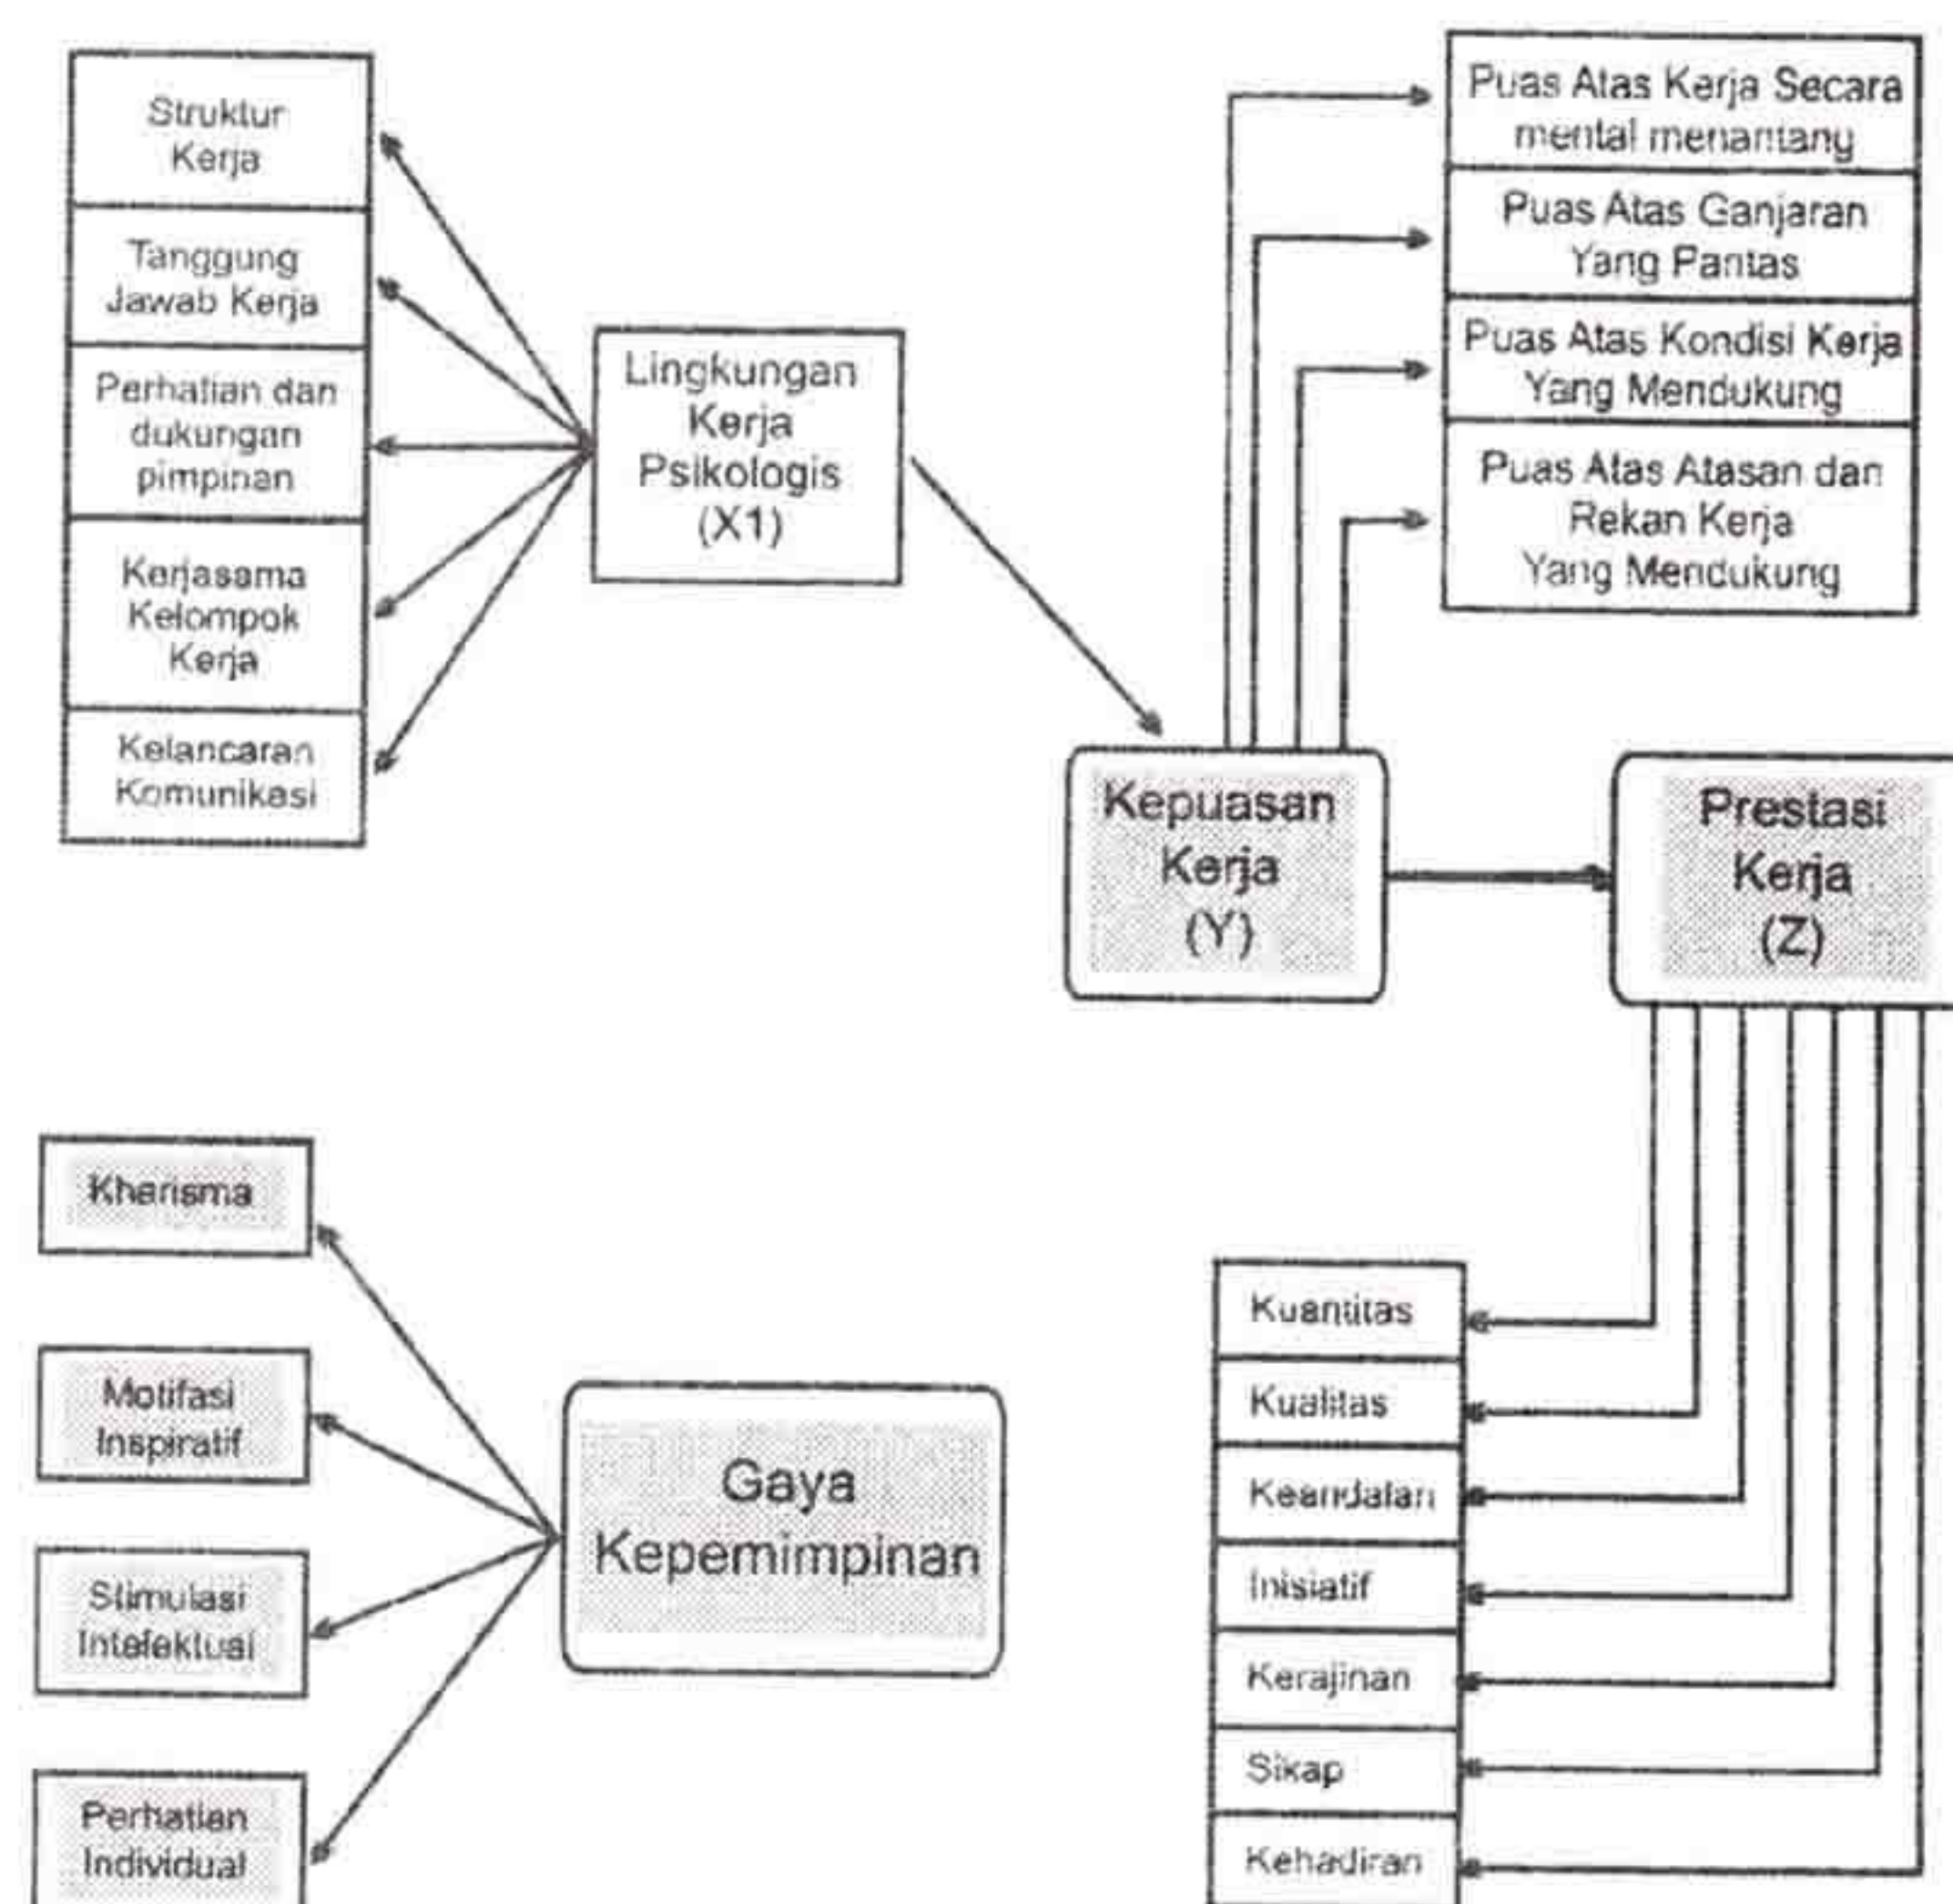 Struktur
Kerja
Tanggung
Jawab Kerja
Perhatian dan
dukungan
pimpinan
Kerjasama
Kelompok
Kerja
Kelancaran
Komunikasi
Lingkungan
Kerja
Psikologis
(X1)
Puas Atas Kerja Secara
mental menantang
Puas Atas Ganjaran
Yang Pantas
Puas Atas Kondisi Kerja
Yang Mendukung
Puas Atas Atasan dan
Rekan Kerja
Yang Mendukung
Kepuasan
Kerja
(Y)
Prestasi
Kerja
(Z)
Kharisma
Motifasi
Inspiratif
Stimulasi
Intelektual
Perhatian
Individual
Gaya
Kepemimpinan
Kuantitas
Kualitas
Keandalan
Inisiatif
Kerajinan
Sikap
Kehadiran